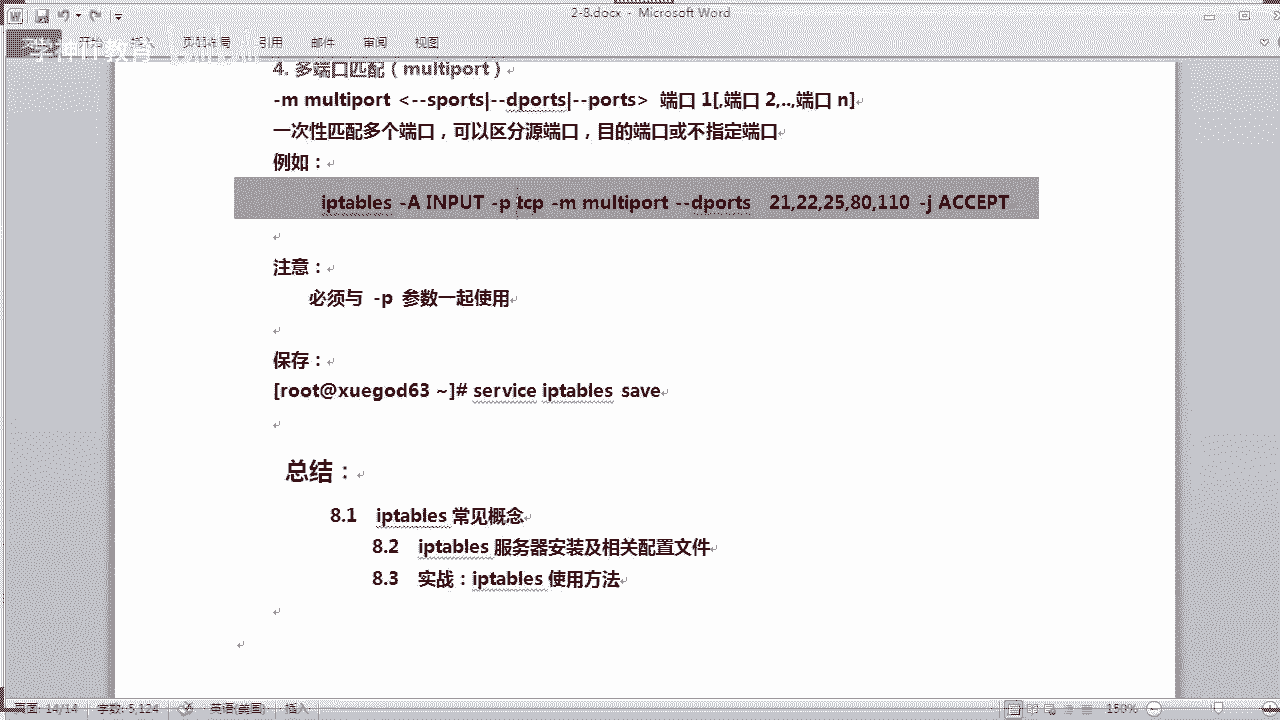 2-8.docx - Microsoft Word
开始
页面布局
引用
邮件
审阅
视图
4. 多端口匹配（multiport）
-m multport <--sports|--dports|--ports> 端口 1[,端口 2,..,端口 n]
一次性匹配多个端口，可以区分源端口，目的端口或不指定端口
例如：
iptables -A INPUT -p tcp -m multiport --dports 21,22,25,80,110 -j ACCEPT
注意：
必须与 -p 参数一起使用
保存：
[root@xuegod63 ~]# service iptables save
总结：
8.1 iptables 常见概念
8.2 iptables 服务器安装及相关配置文件
8.3 实战：iptables 使用方法
页面: 14/14
字数: 5,124
英语(美国)
插入
150%